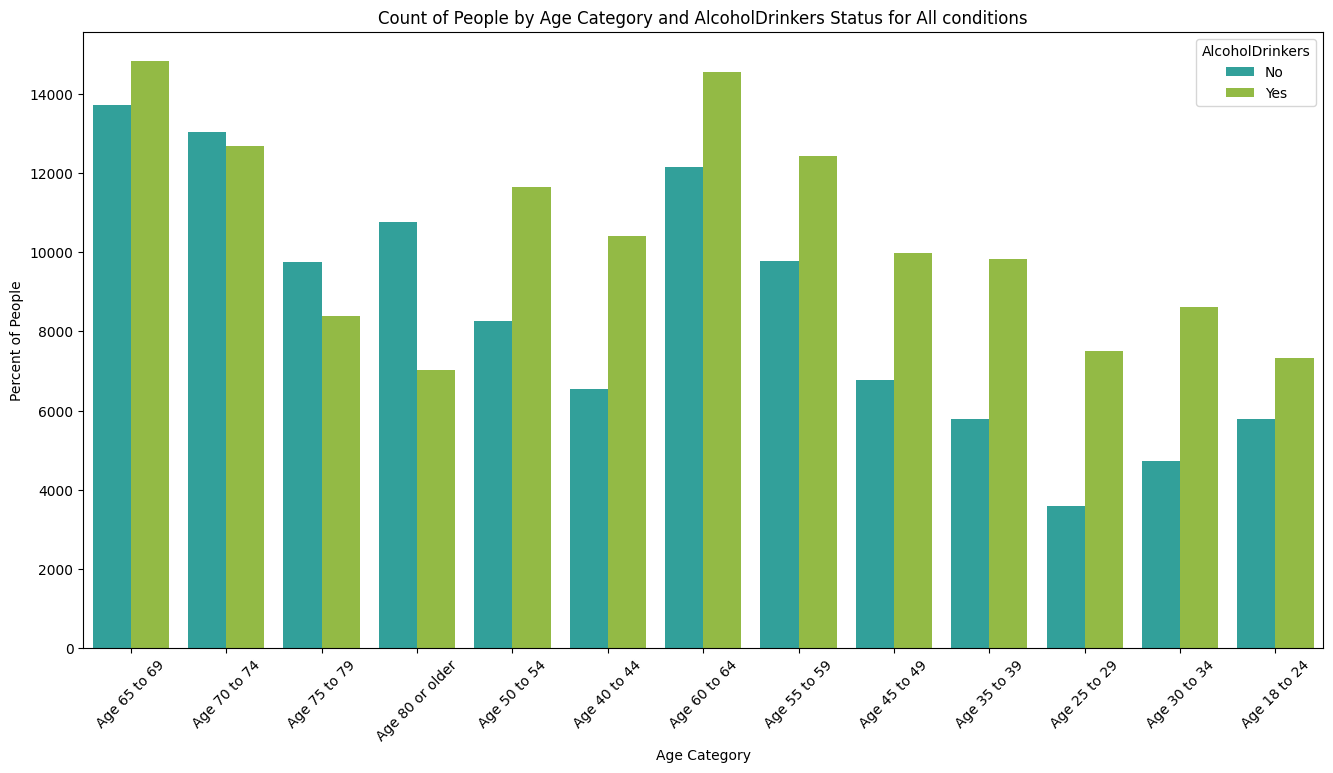 Count of People by Age Category and AlcoholDrinkers Status for All conditions
AlcoholDrinkers
No
Yes
Percent of People
14000
12000
10000
8000
6000
4000
2000
0
Age 65 to 69
Age 70 to 74
Age 75 to 79
Age 80 or older
Age 50 to 54
Age 40 to 44
Age 60 to 64
Age 55 to 59
Age 45 to 49
Age 35 to 39
Age 25 to 29
Age 30 to 34
Age 18 to 24
Age Category